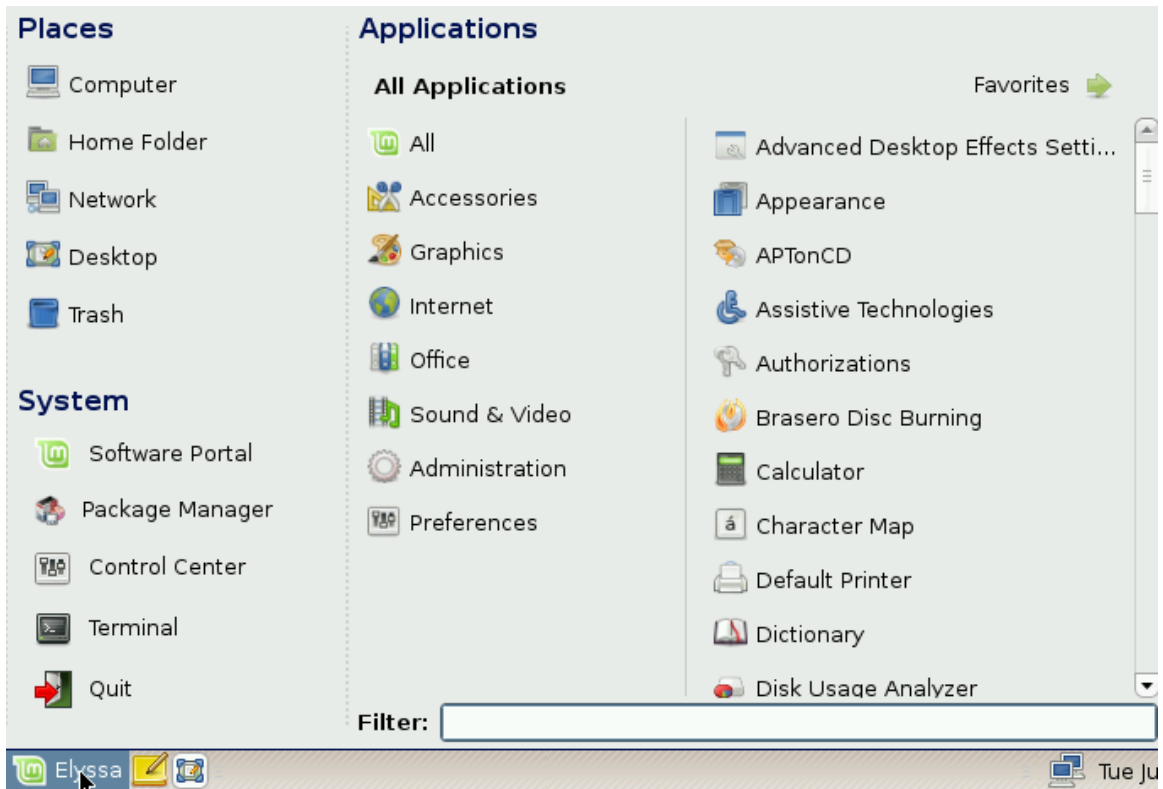 Places
Computer
Home Folder
Network
Desktop
Trash
System
Software Portal
Package Manager
Control Center
Terminal
Quit
Applications
All Applications
Favorites
All
Accessories
Graphics
Internet
Office
Sound & Video
Administration
Preferences
Advanced Desktop Effects Setti...
Appearance
APTonCD
Assistive Technologies
Authorizations
Brasero Disc Burning
Calculator
Character Map
Default Printer
Dictionary
Disk Usage Analyzer
Filter:
Elyssa
Tue Ju